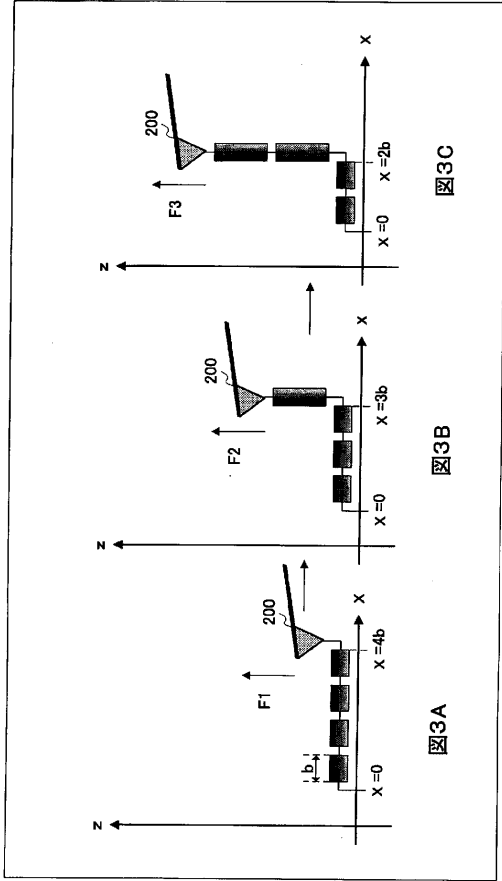 Z
F1
200
b
X
X =0
X =4b
図3A
Z
F2
200
X
X =0
X =3b
図3B
Z
F3
200
X
X =0
X =2b
図3C